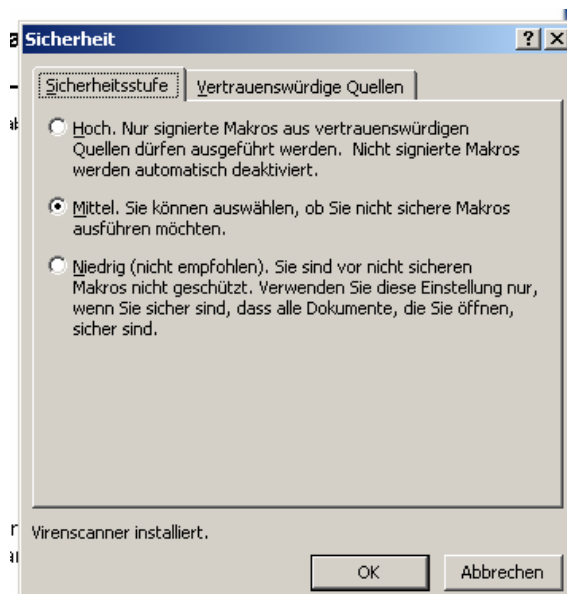 Sicherheit
Sicherheitsstufe
Vertrauenswürdige Quellen
Hoch. Nur signierte Makros aus vertrauenswürdigen
Quellen dürfen ausgeführt werden. Nicht signierte Makros
werden automatisch deaktiviert.
Mittel. Sie können auswählen, ob Sie nicht sichere Makros
ausführen möchten.
Niedrig (nicht empfohlen). Sie sind vor nicht sicheren
Makros nicht geschützt. Verwenden Sie diese Einstellung nur,
wenn Sie sicher sind, dass alle Dokumente, die Sie öffnen,
sicher sind.
Virenscanner installiert.
OK
Abbrechen